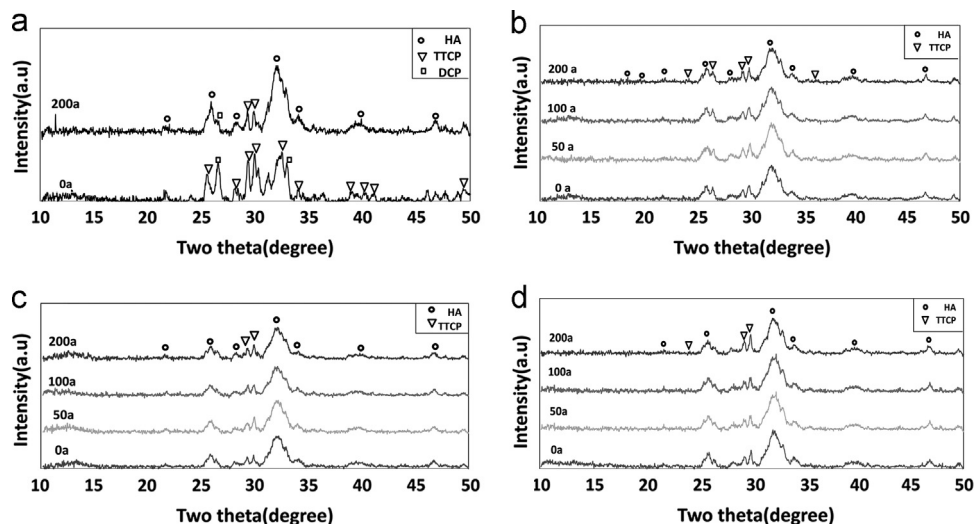 a
Intensity(a.u)
HA
TTCP
DCP
200a
0a
10 15 20 25 30 35 40 45 50
Two theta(degree)
b
Intensity(a.u)
HA
TTCP
200 a
100 a
50 a
0 a
10 15 20 25 30 35 40 45 50
Two theta(degree)
c
Intensity(a.u)
HA
TTCP
200a
100a
50a
0a
10 15 20 25 30 35 40 45 50
Two theta(degree)
d
Intensity(a.u)
HA
TTCP
200a
100a
50a
0a
10 15 20 25 30 35 40 45 50
Two theta(degree)